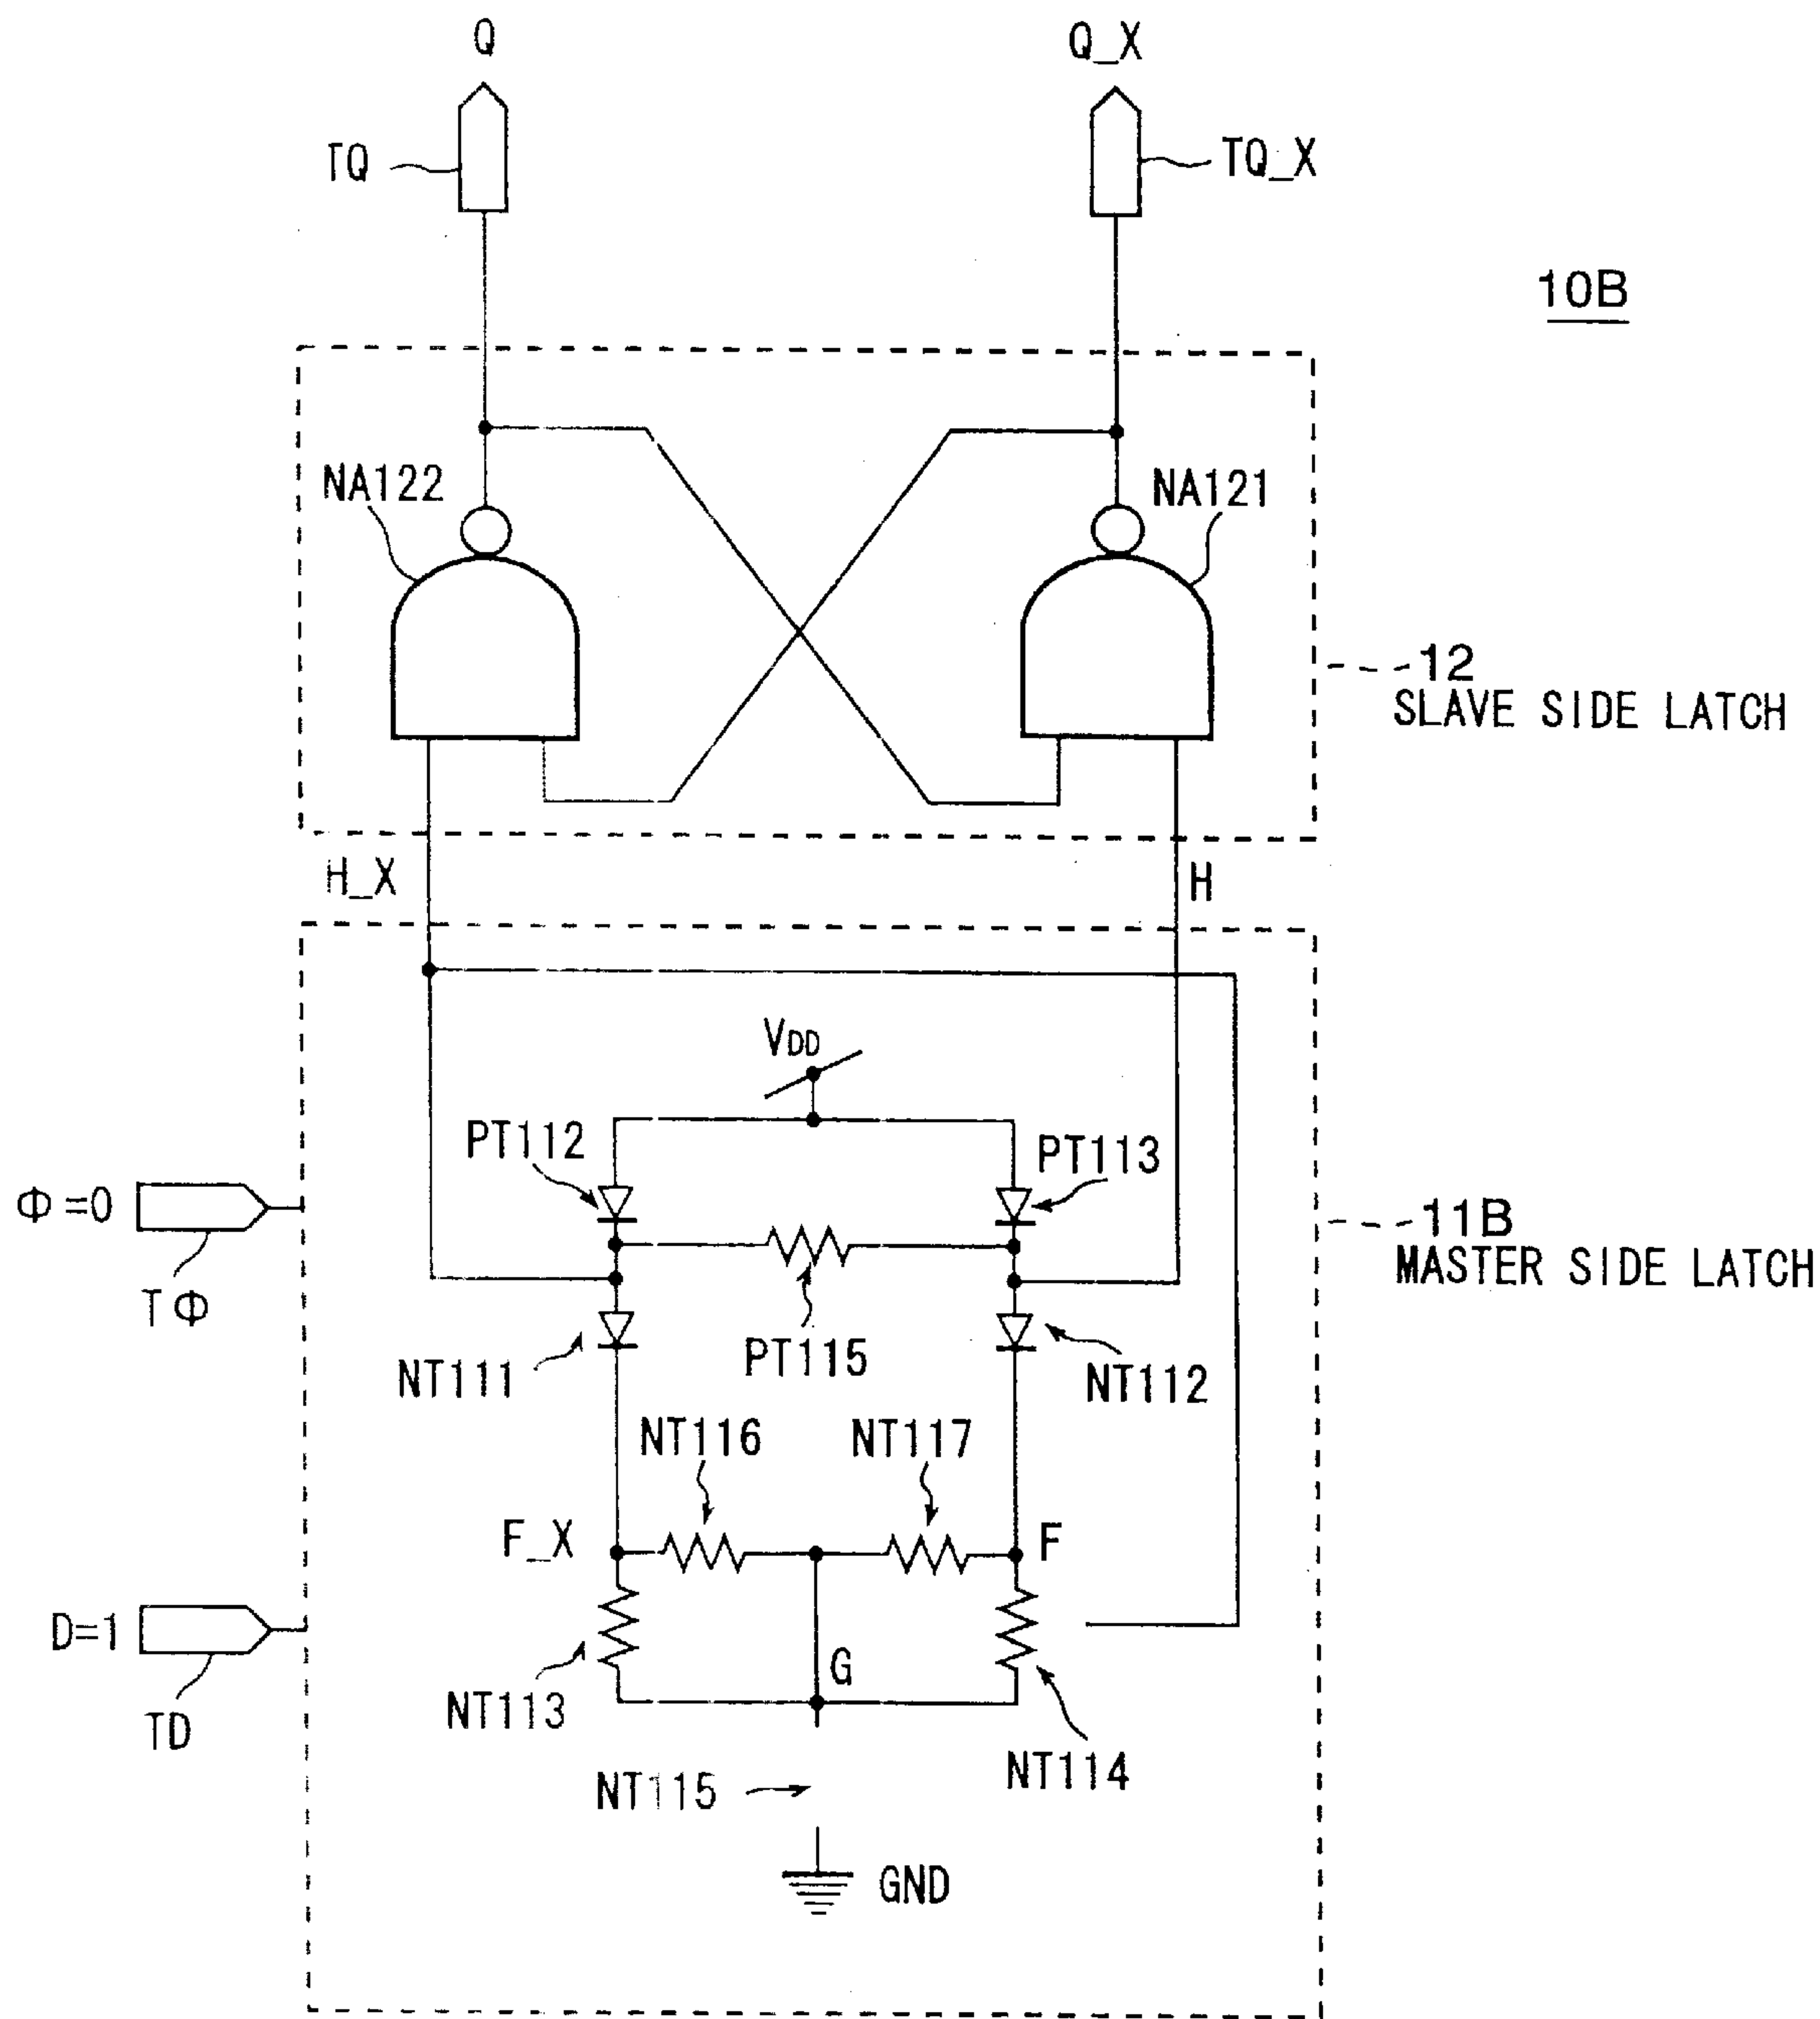 Q
Q_X
TQ
TQ_X
10B
NA122
NA121
12
SLAVE SIDE LATCH
H_X
H
VDD
PT112
PT113
Φ=0
TΦ
11B
MASTER SIDE LATCH
NT111
PT115
NT112
NT116
NT117
F_X
F
D=1
TD
NT113
G
NT114
NT115
GND